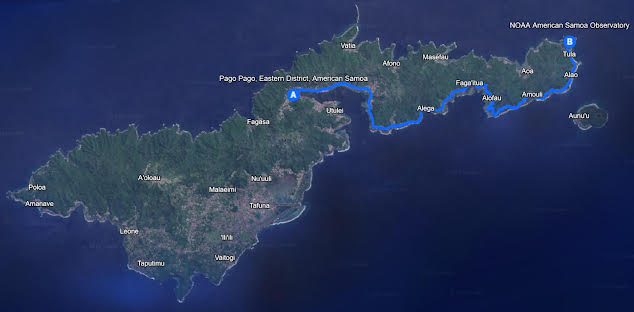 NOAA American Samoa Observatory
B
Tula
Vatia
Afono
Masefau
Aoa
Alao
Pago Pago, Eastern District, American Samoa
A
Faga'itua
Alofau
Amouli
Utulei
Alega
Aunu'u
Fagasa
A'oloau
Nu'uuli
Malaeimi
Poloa
Amanave
Tafuna
Leone
'Ili'ili
Vaitogi
Taputimu